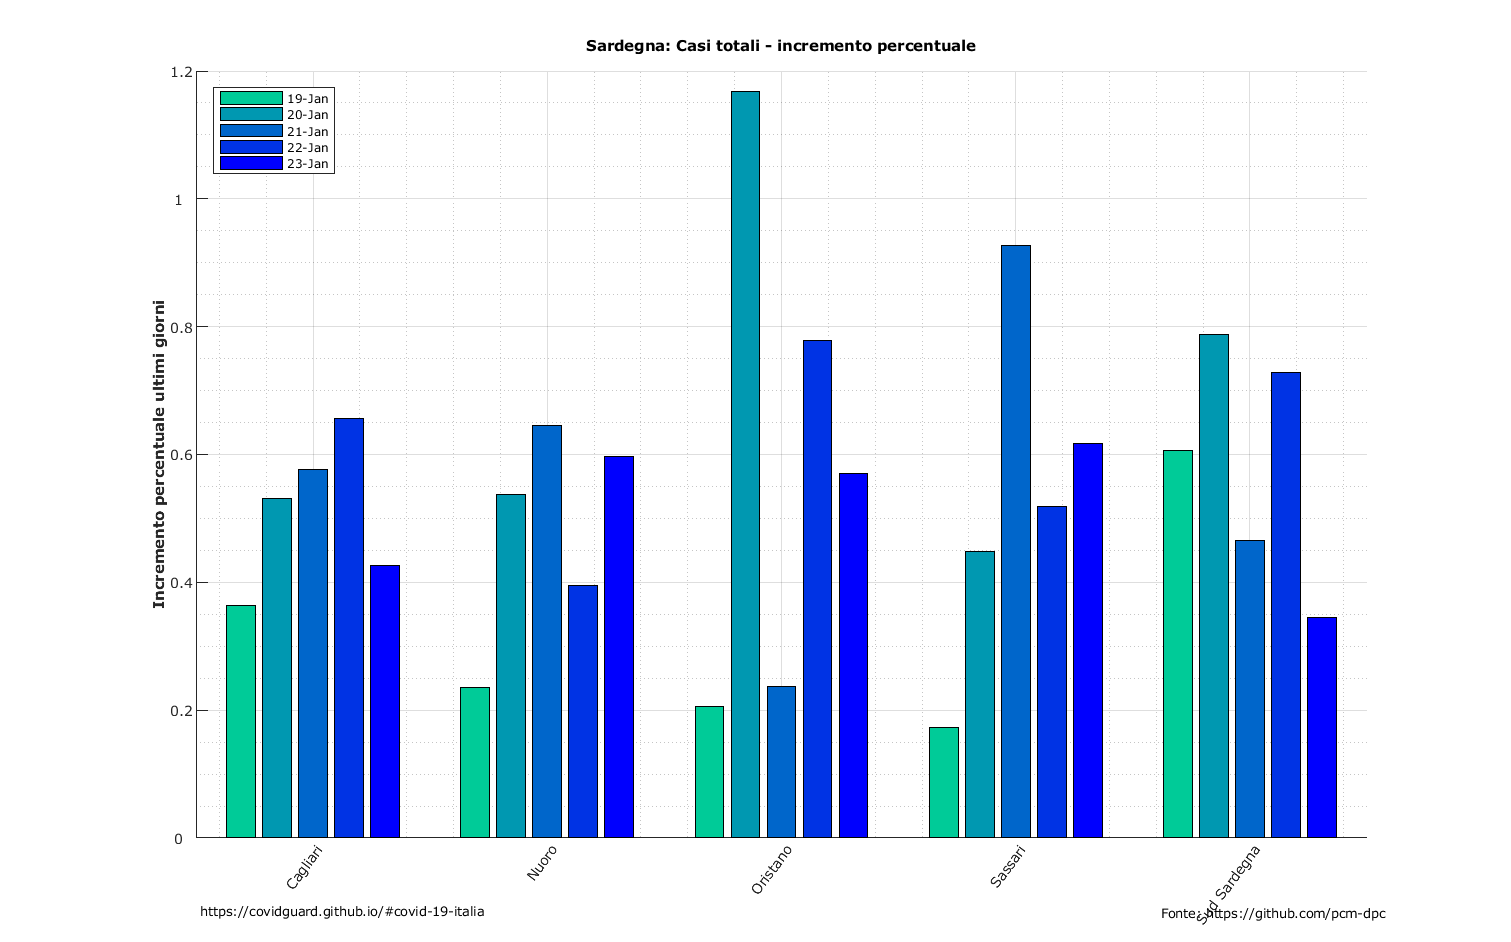 Sardegna: Casi totali - incremento percentuale
1.2
1
0.8
0.6
0.4
0.2
0
Incremento percentuale ultimi giorni
19-Jan
20-Jan
21-Jan
22-Jan
23-Jan
Cagliari
Nuoro
Oristano
Sassari
Sud Sardegna
https://covidguard.github.io/#covid-19-italia
Fonte: https://github.com/pcm-dpc